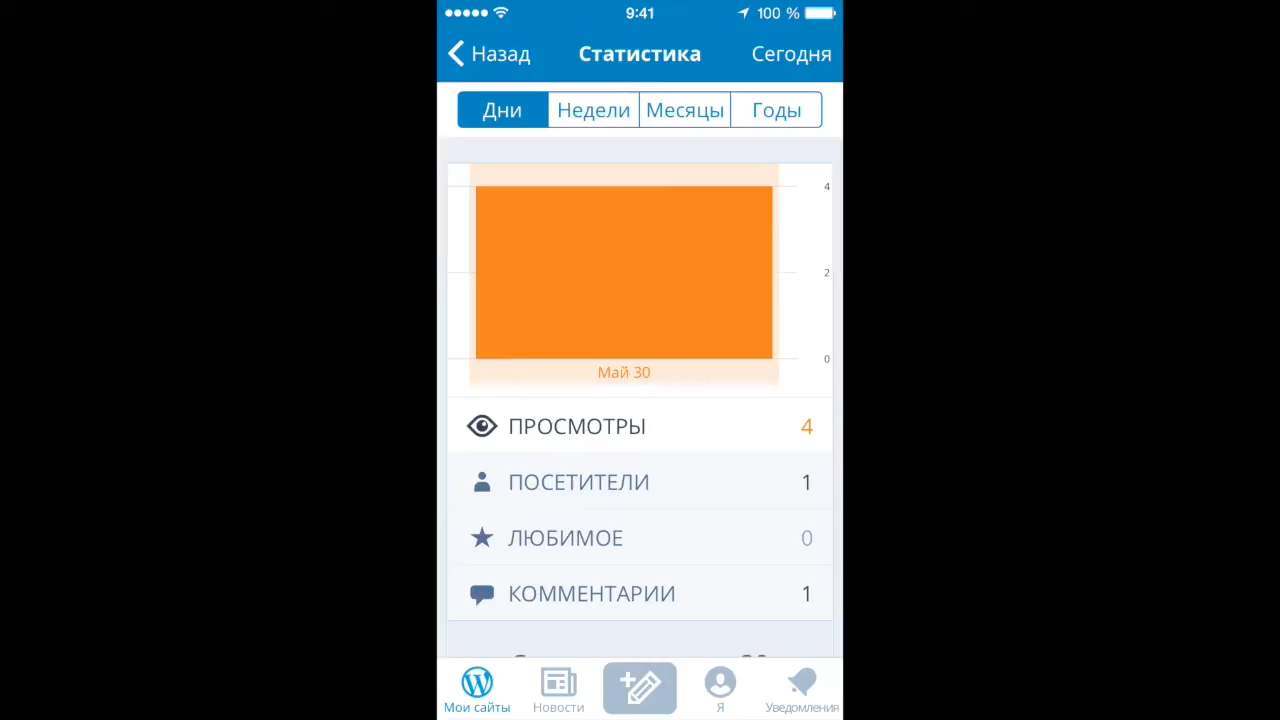 9:41 100 %
Назад Статистика Сегодня
Дни Недели Месяцы Годы
4
2
0
Май 30
ПРОСМОТРЫ 4
ПОСЕТИТЕЛИ 1
ЛЮБИМОЕ 0
КОММЕНТАРИИ 1
Мои сайты Новости Я Уведомления